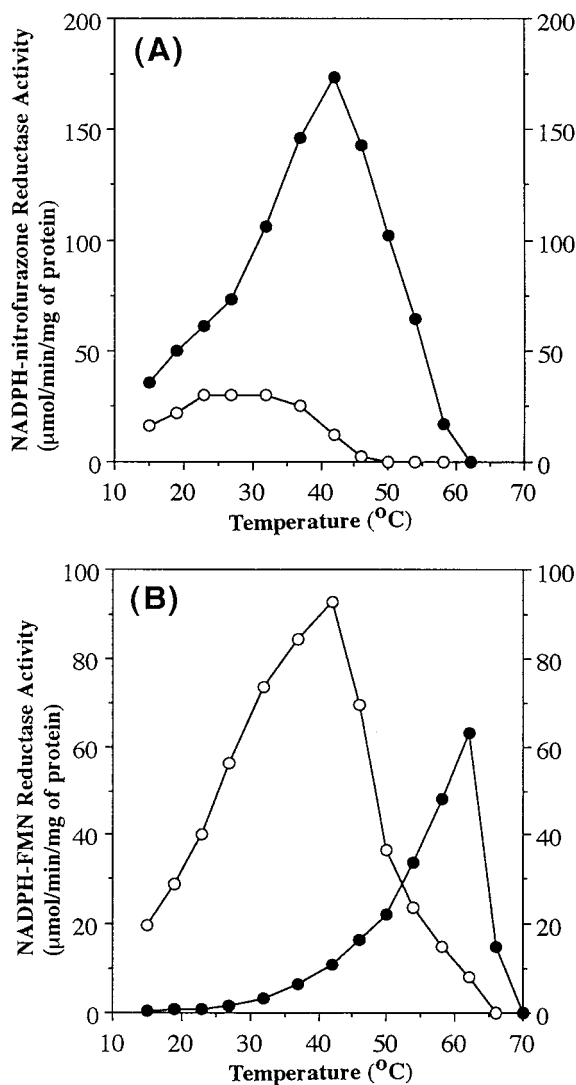 (A)
NADPH-nitrofurazone Reductase Activity
(μmol/min/mg of protein)
200 200
150 150
100 100
50 50
0 0
10 20 30 40 50 60 70
Temperature (°C)
(B)
NADPH-FMN Reductase Activity
(μmol/min/mg of protein)
100 100
80 80
60 60
40 40
20 20
0 0
10 20 30 40 50 60 70
Temperature (°C)